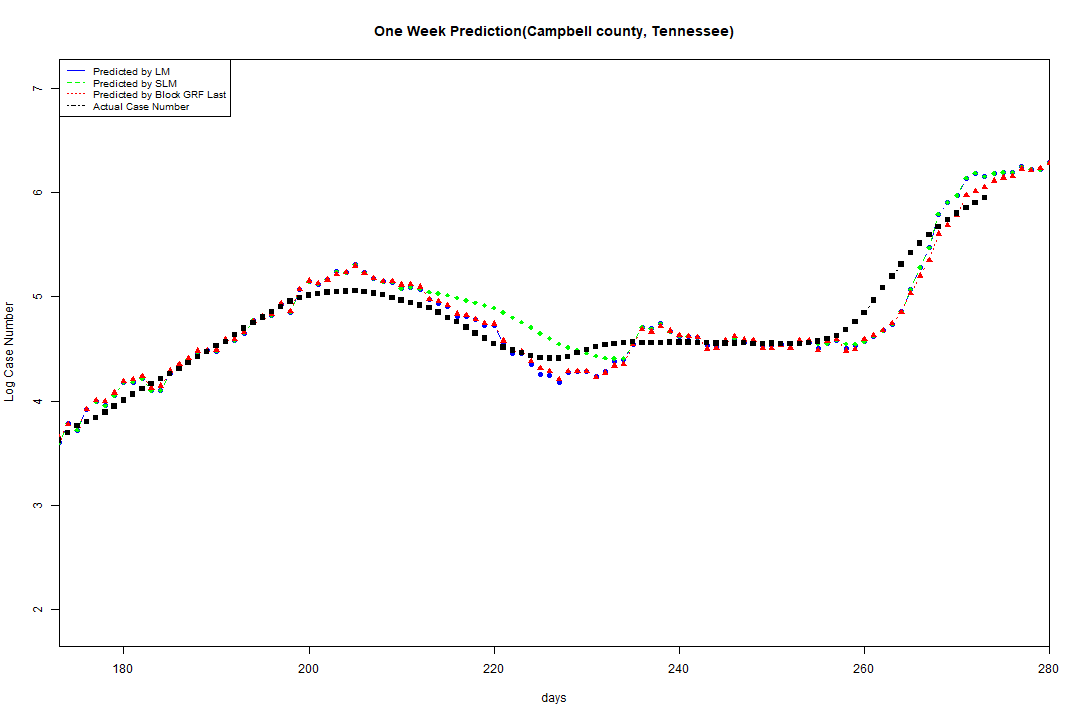 One Week Prediction(Campbell county, Tennessee)
Predicted by LM
Predicted by SLM
Predicted by Block GRF Last
Actual Case Number
7
6
5
4
3
2
Log Case Number
180 200 220 240 260 280
days